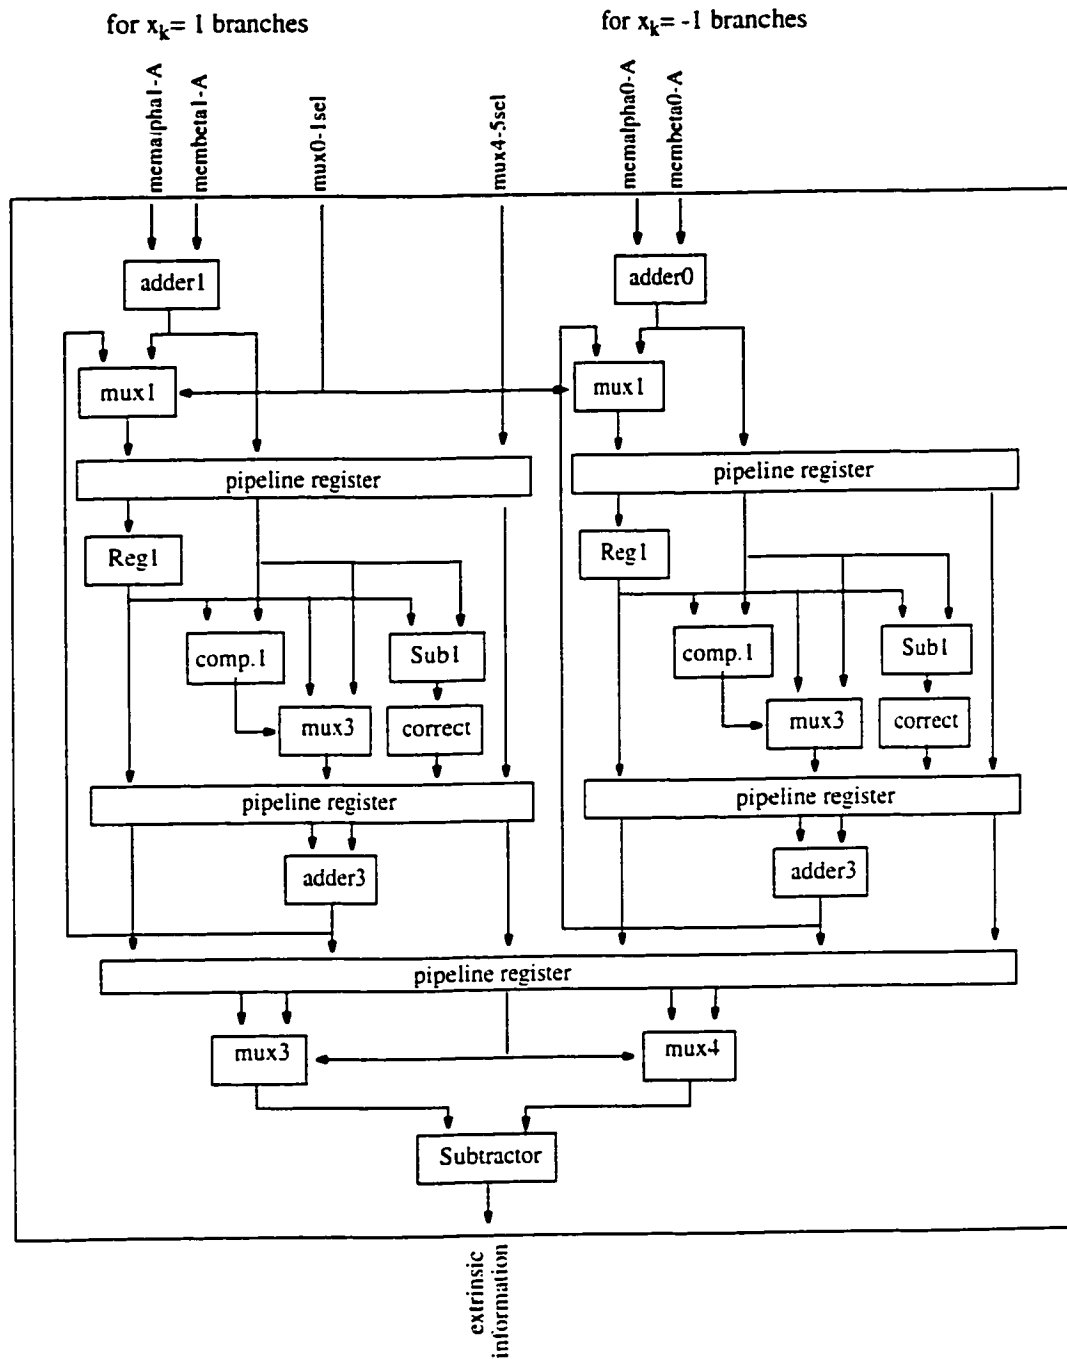 for xk= 1 branches
for xk= -1 branches
memalpha1-A
membeta1-A
mux0-1sel
mux4-5sel
memalpha0-A
membeta0-A
adder1
adder0
mux1
mux1
pipeline register
pipeline register
Reg1
Reg1
comp.1
Sub1
comp.1
Sub1
mux3
correct
mux3
correct
pipeline register
pipeline register
adder3
adder3
pipeline register
mux3
mux4
Subtractor
extrinsic
information